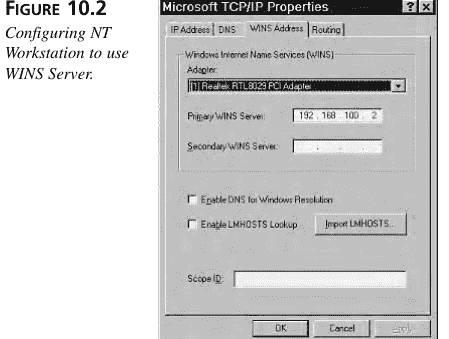 FIGURE 10.2
Configuring NT
Workstation to use
WINS Server.
Microsoft TCP/IP Properties
? x
IP Address DNS WINS Address Routing
Windows Internet Name Services (WINS)
Adapter:
[1] Realtek RTL8029 PCI Adapter
Primary WINS Server: 192 . 168 . 100 . 2
Secondary WINS Server: . . .
Enable DNS for Windows Resolution
Enable LMHOSTS Lookup Import LMHOSTS...
Scope ID:
OK Cancel Apply